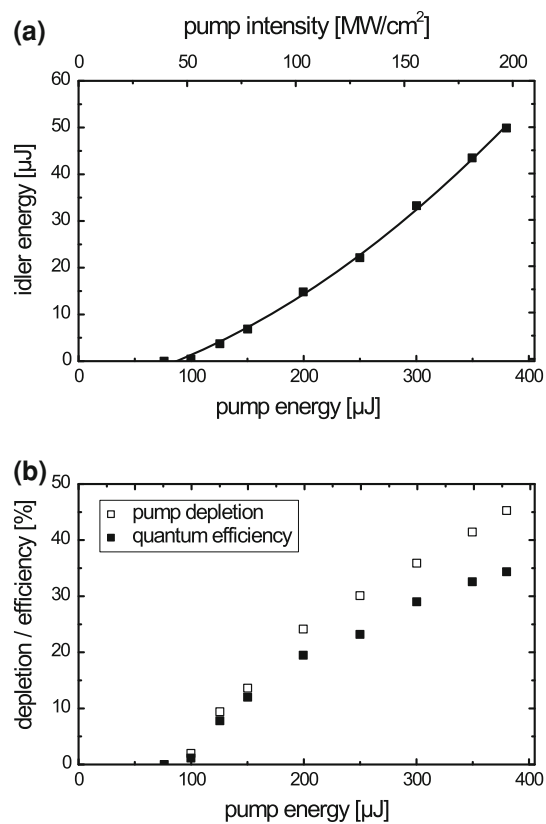 (a)
pump intensity [MW/cm²]
0 50 100 150 200
60
50
40
30
20
10
0
idler energy [µJ]
0 100 200 300 400
pump energy [µJ]
(b)
50
40
30
20
10
0
depletion / efficiency [%]
pump depletion
quantum efficiency
0 100 200 300 400
pump energy [µJ]